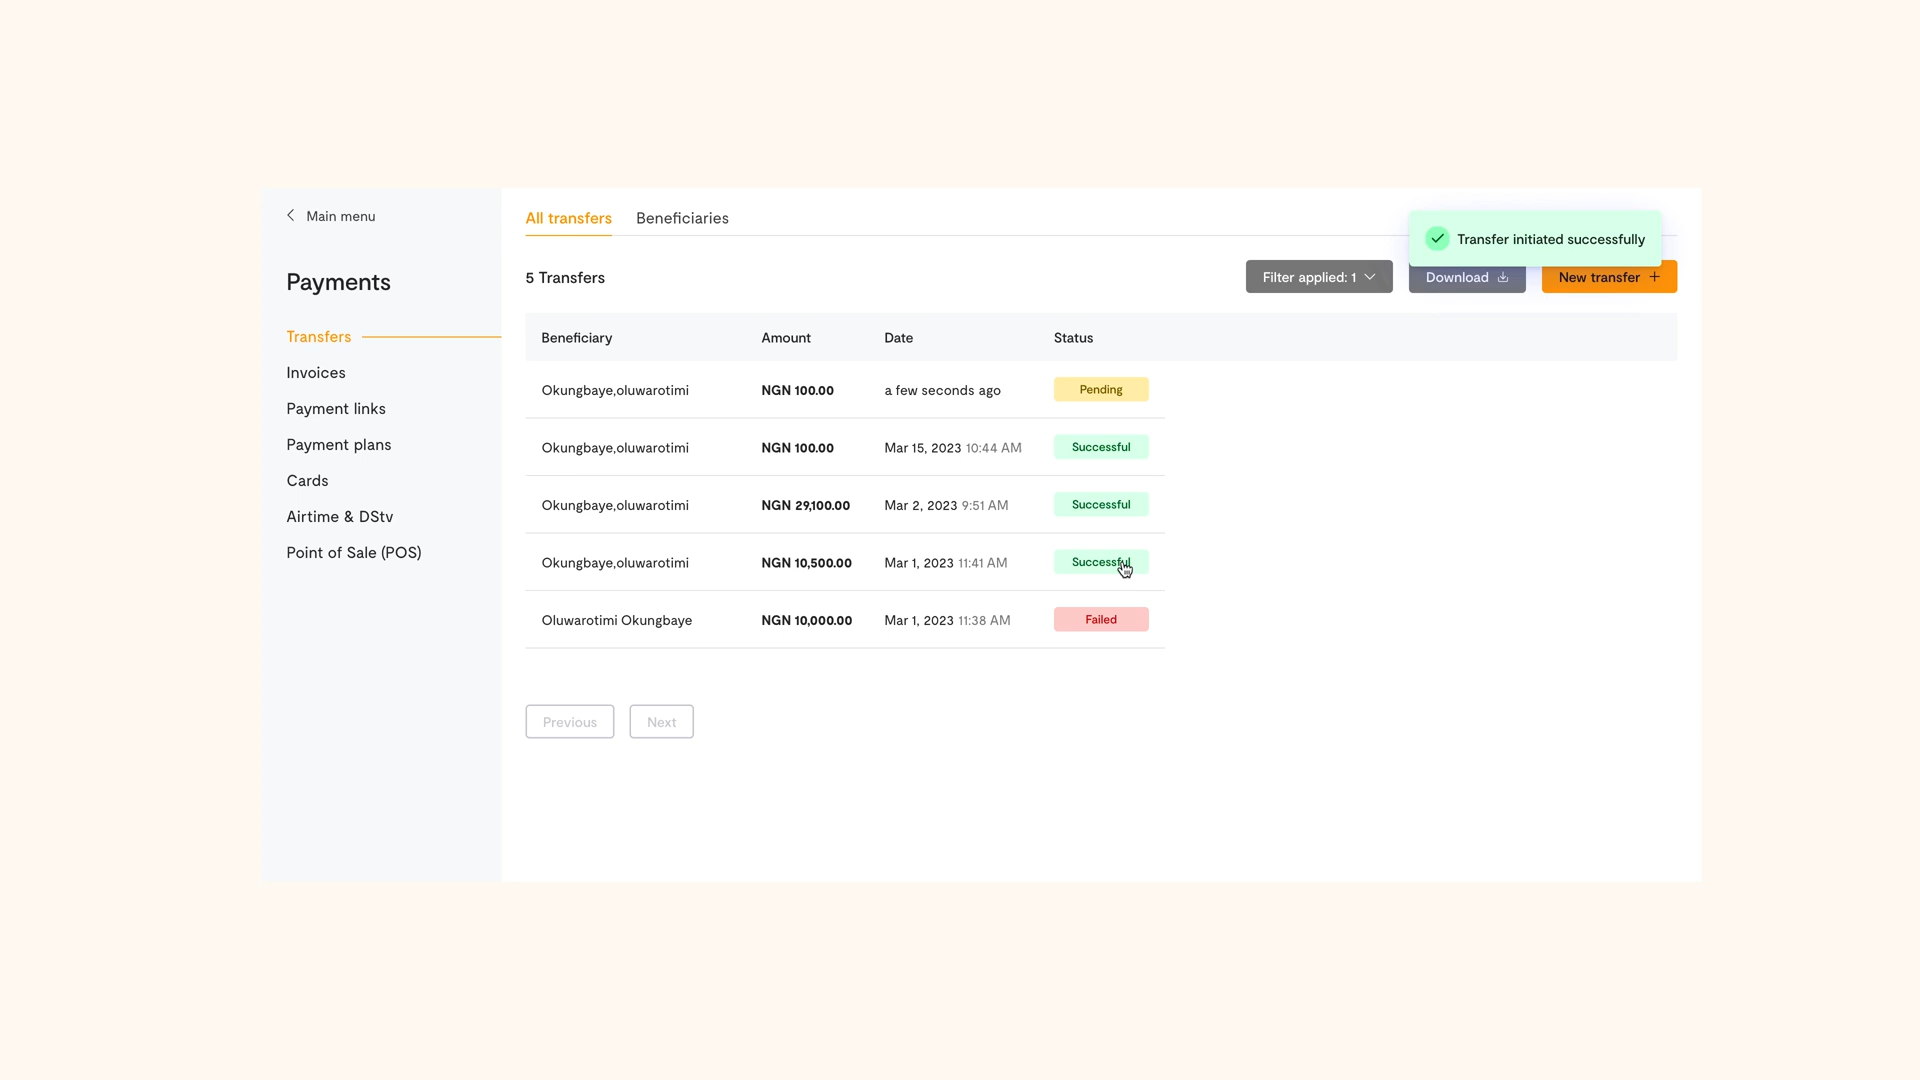 Main menu
Payments
Transfers
Invoices
Payment links
Payment plans
Cards
Airtime & DStv
Point of Sale (POS)
All transfers Beneficiaries
Transfer initiated successfully
5 Transfers
Filter applied: 1 Download New transfer +
Beneficiary Amount Date Status
Okungbaye,oluwarotimi NGN 100.00 a few seconds ago Pending
Okungbaye,oluwarotimi NGN 100.00 Mar 15, 2023 10:44 AM Successful
Okungbaye,oluwarotimi NGN 29,100.00 Mar 2, 2023 9:51 AM Successful
Okungbaye,oluwarotimi NGN 10,500.00 Mar 1, 2023 11:41 AM Successful
Oluwarotimi Okungbaye NGN 10,000.00 Mar 1, 2023 11:38 AM Failed
Previous Next